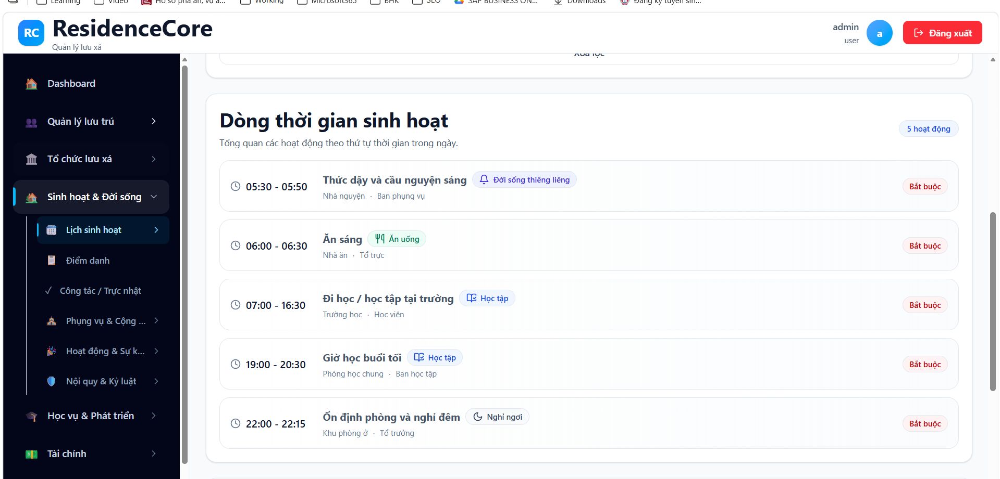 Learning
Video
Hồ sơ phá án, vụ á...
Working
Microsoft365
BHK
SEO
SAP BUSINESS ON...
Downloads
Đăng ký tuyển sin...
RC
ResidenceCore
Quản lý lưu xá
admin
user
a
Đăng xuất
Dashboard
Quản lý lưu trú
Tổ chức lưu xá
Sinh hoạt & Đời sống
Lịch sinh hoạt
Điểm danh
Công tác / Trực nhật
Phụng vụ & Cộng ...
Hoạt động & Sự k...
Nội quy & Kỷ luật
Học vụ & Phát triển
Tài chính
Xóa lọc
Dòng thời gian sinh hoạt
Tổng quan các hoạt động theo thứ tự thời gian trong ngày.
5 hoạt động
05:30 - 05:50
Thức dậy và cầu nguyện sáng
Đời sống thiêng liêng
Nhà nguyện · Ban phụng vụ
Bắt buộc
06:00 - 06:30
Ăn sáng
Ăn uống
Nhà ăn · Tổ trực
Bắt buộc
07:00 - 16:30
Đi học / học tập tại trường
Học tập
Trường học · Học viên
Bắt buộc
19:00 - 20:30
Giờ học buổi tối
Học tập
Phòng học chung · Ban học tập
Bắt buộc
22:00 - 22:15
Ổn định phòng và nghỉ đêm
Nghỉ ngơi
Khu phòng ở · Tổ trưởng
Bắt buộc